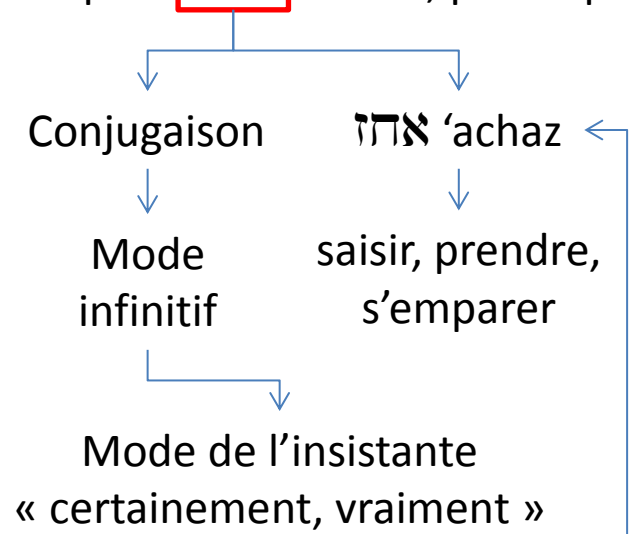 Conjugaison
אחז ‘achaz
Mode
infinitif
saisir, prendre,
s’emparer
Mode de l’insistante
« certainement, vraiment »